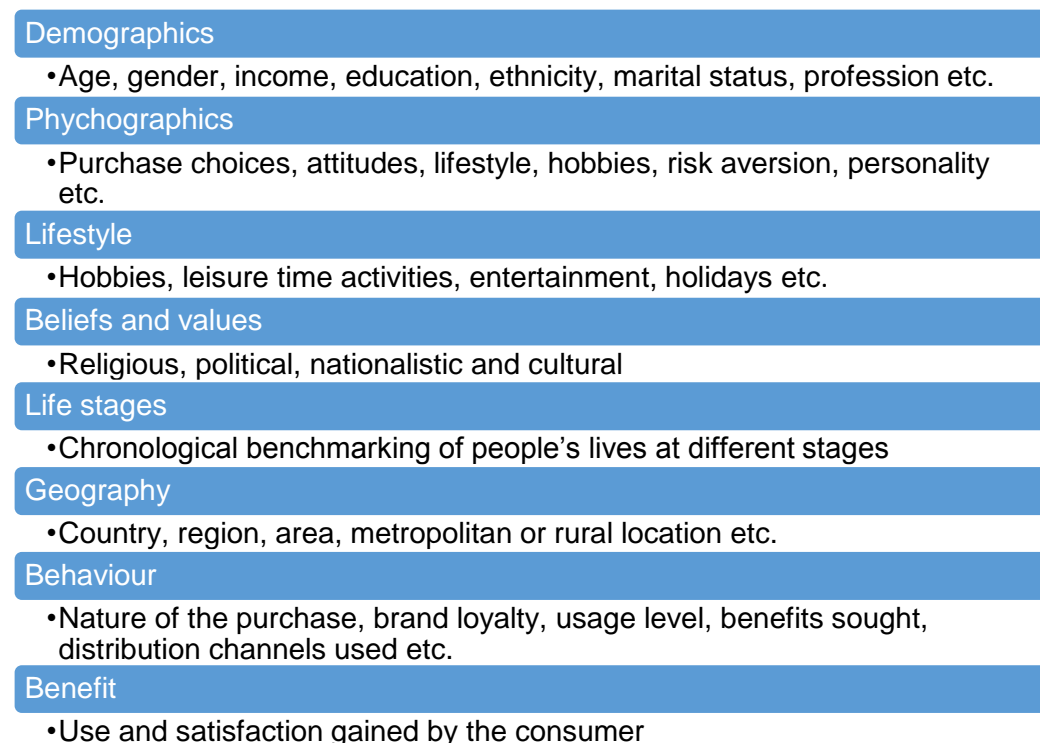 Demographics
•Age, gender, income, education, ethnicity, marital status, profession etc.
Phychographics
•Purchase choices, attitudes, lifestyle, hobbies, risk aversion, personality
etc.
Lifestyle
•Hobbies, leisure time activities, entertainment, holidays etc.
Beliefs and values
•Religious, political, nationalistic and cultural
Life stages
•Chronological benchmarking of people’s lives at different stages
Geography
•Country, region, area, metropolitan or rural location etc.
Behaviour
•Nature of the purchase, brand loyalty, usage level, benefits sought,
distribution channels used etc.
Benefit
•Use and satisfaction gained by the consumer